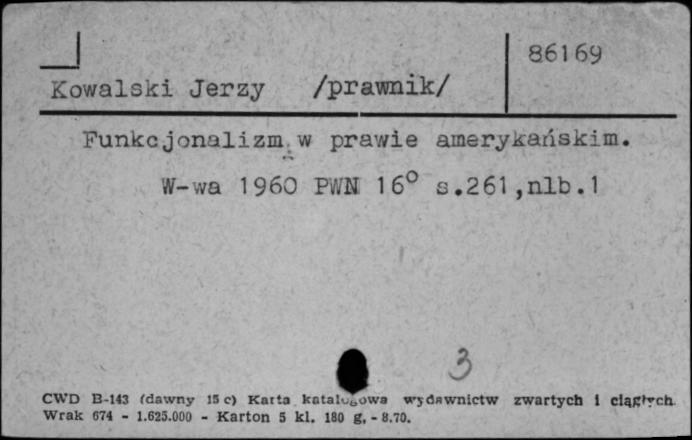 86169
Kowalski Jerzy /prawnik/
Funkcjonalizm w prawie amerykańskim.
W-wa 1960 PWN 16° s.261,nlb.1
3
CWD B-143 (dawny 15 c) Karta katalogowa wydawnictw zwartych i ciągłych.
Wrak 674 - 1.625.000 - Karton 5 kl. 180 g. - 8.70.